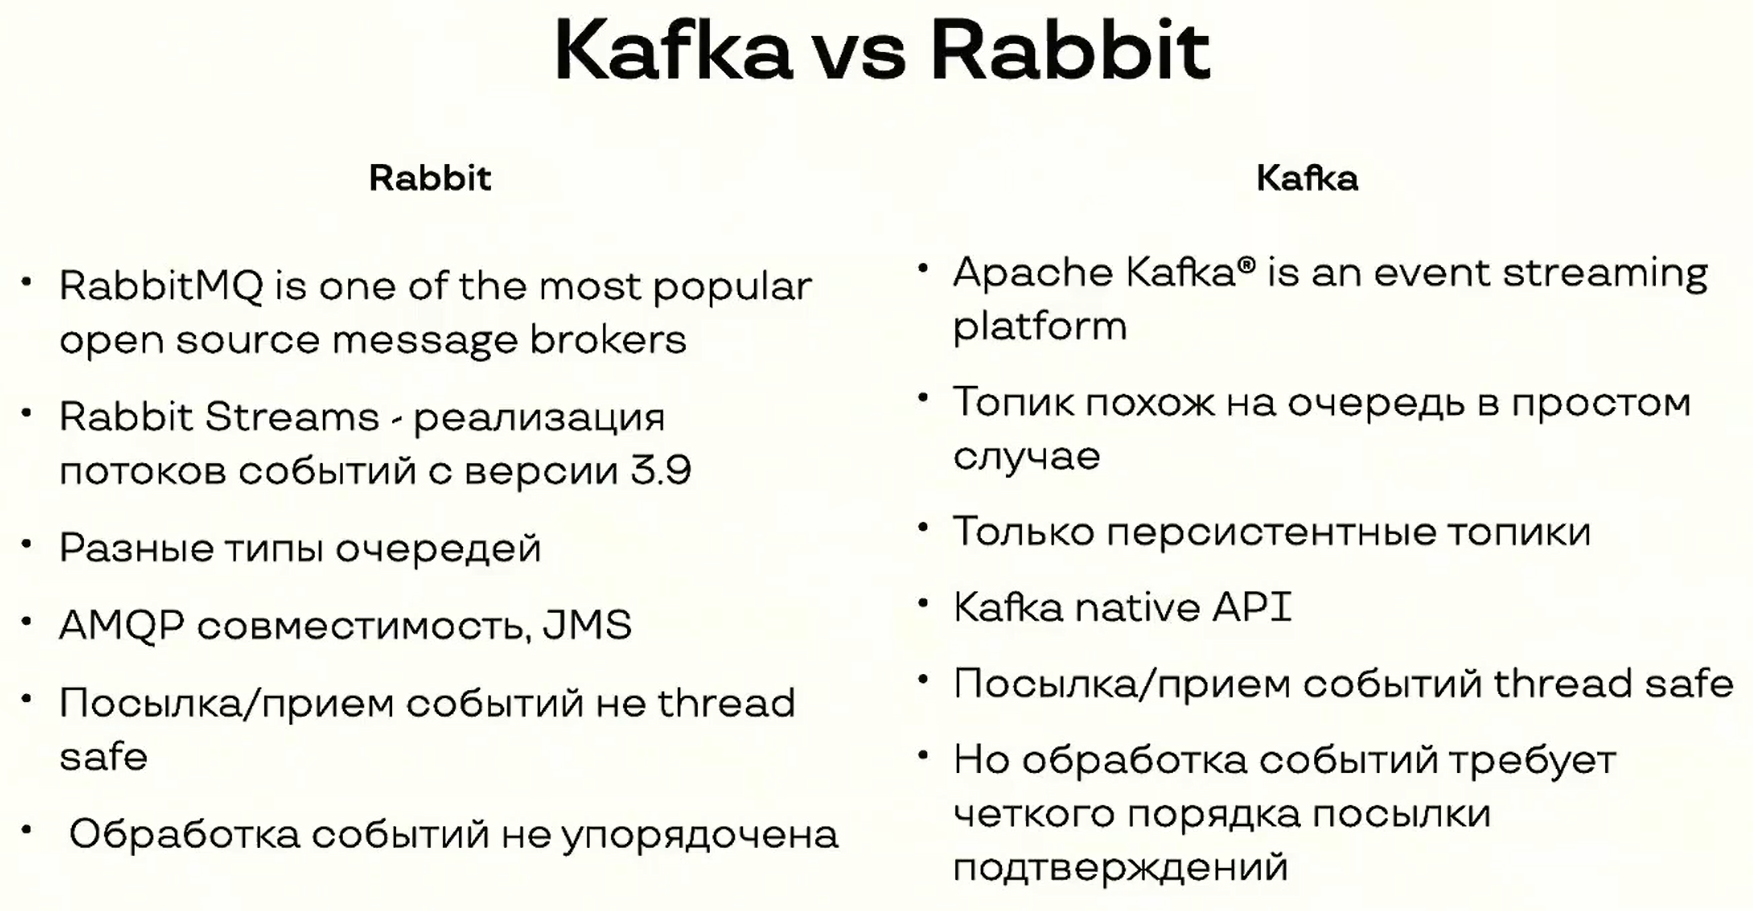 Kafka vs Rabbit
Rabbit
• RabbitMQ is one of the most popular
open source message brokers
• Rabbit Streams - реализация
потоков событий с версии 3.9
• Разные типы очередей
• AMQP совместимость, JMS
• Посылка/прием событий не thread
safe
• Обработка событий не упорядочена
Kafka
• Apache Kafka® is an event streaming
platform
• Топик похож на очередь в простом
случае
• Только персистентные топики
• Kafka native API
• Посылка/прием событий thread safe
• Но обработка событий требует
четкого порядка посылки
подтверждений